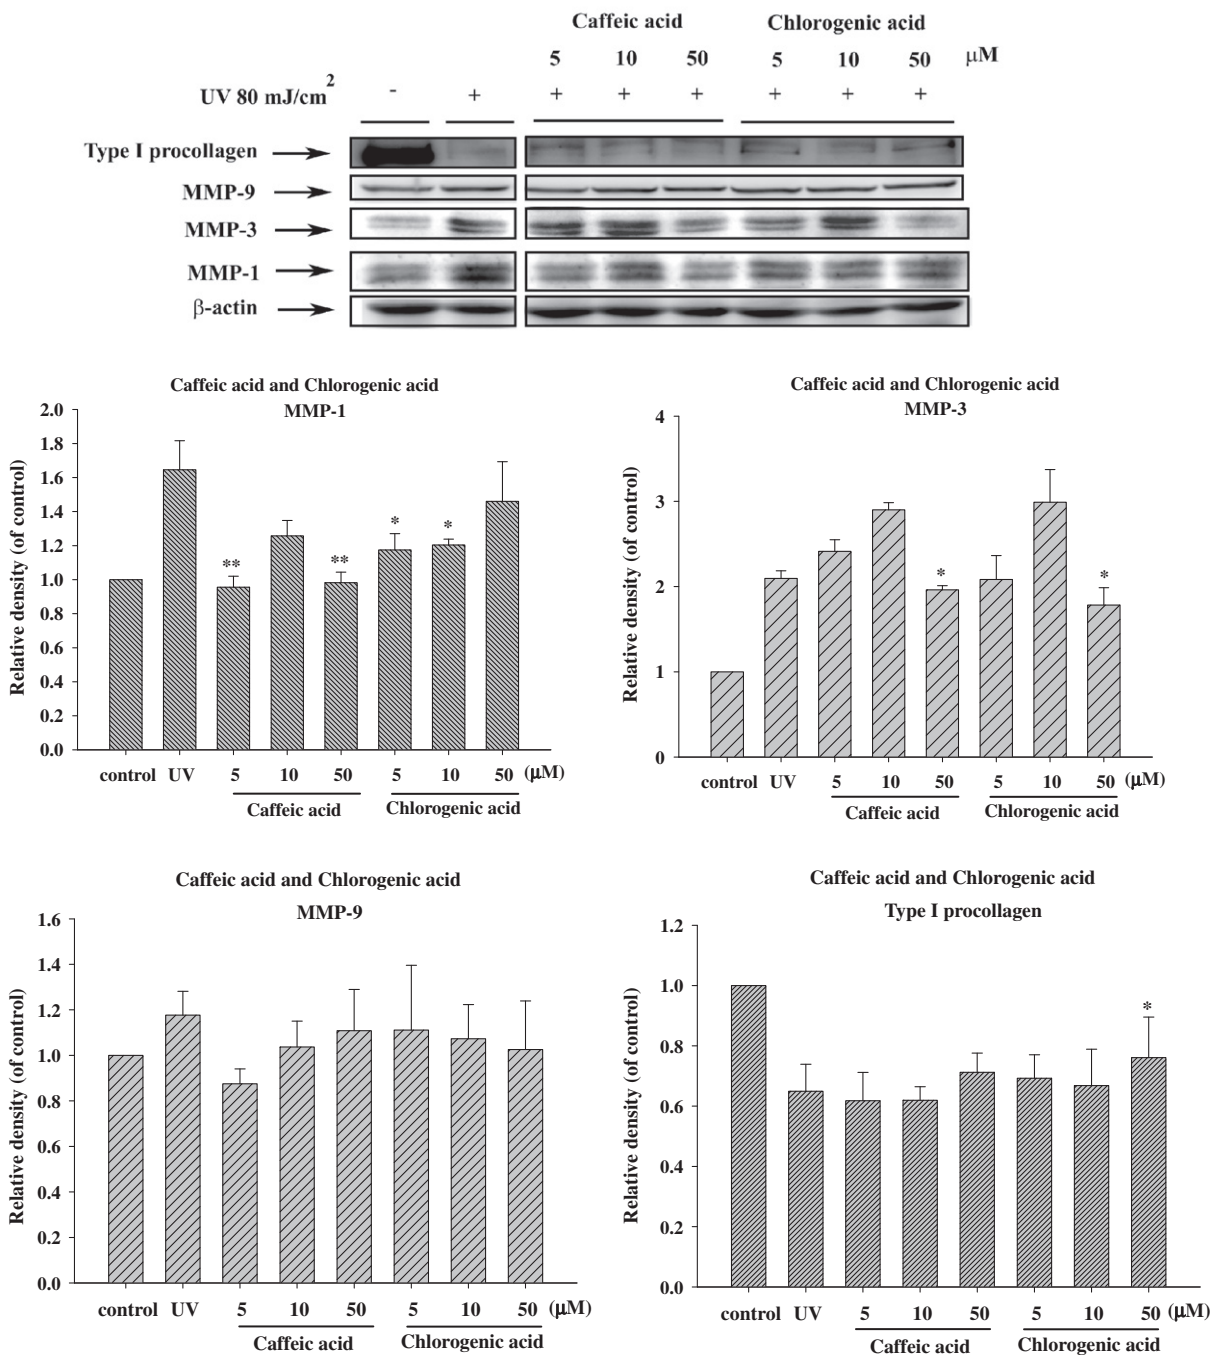 Caffeic acid Chlorogenic acid
5 10 50 5 10 50 μM
UV 80 mJ/cm2 - + + + + + + +
Type I procollagen
MMP-9
MMP-3
MMP-1
β-actin
Caffeic acid and Chlorogenic acid
MMP-1
Relative density (of control)
2.0
1.8
1.6
1.4
1.2
1.0
0.8
0.6
0.4
0.2
0.0
** ** * *
control UV 5 10 50 5 10 50 (μM)
Caffeic acid Chlorogenic acid
Caffeic acid and Chlorogenic acid
MMP-3
Relative density (of control)
4
3
2
1
0
* *
control UV 5 10 50 5 10 50 (μM)
Caffeic acid Chlorogenic acid
Caffeic acid and Chlorogenic acid
MMP-9
Relative density (of control)
1.6
1.4
1.2
1.0
0.8
0.6
0.4
0.2
0.0
control UV 5 10 50 5 10 50 (μM)
Caffeic acid Chlorogenic acid
Caffeic acid and Chlorogenic acid
Type I procollagen
Relative density (of control)
1.2
1.0
0.8
0.6
0.4
0.2
0.0
*
control UV 5 10 50 5 10 50 (μM)
Caffeic acid Chlorogenic acid